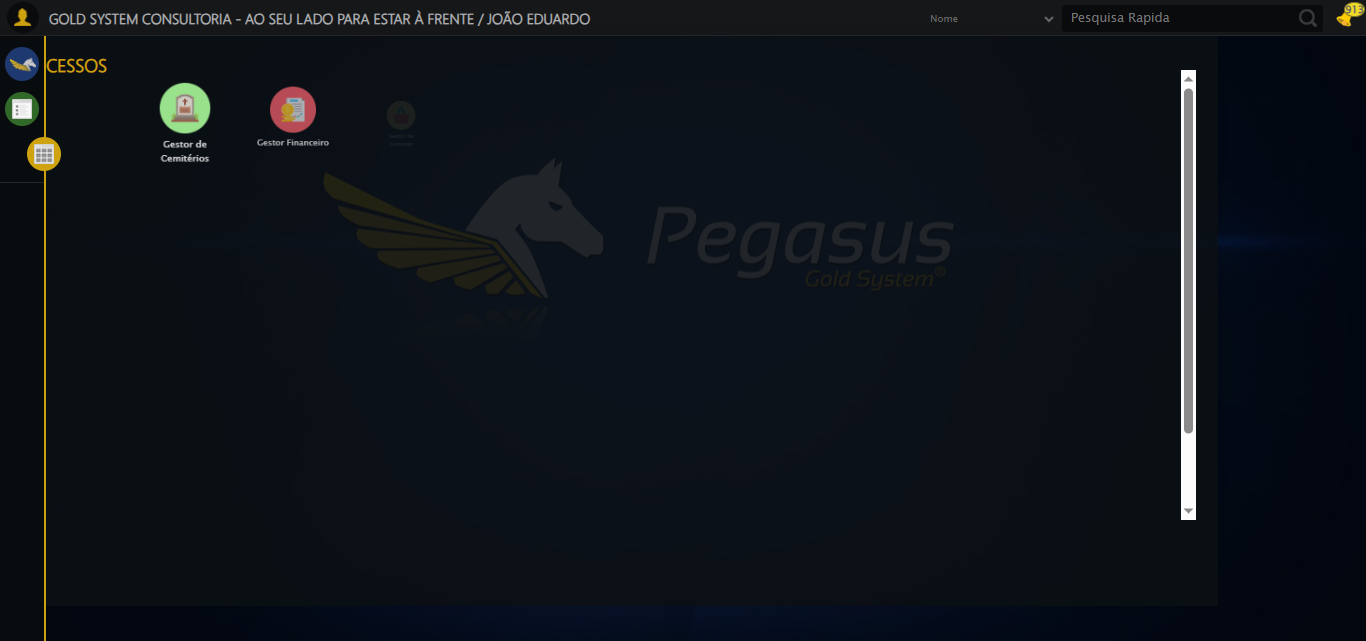 GOLD SYSTEM CONSULTORIA - AO SEU LADO PARA ESTAR À FRENTE / JOÃO EDUARDO
Nome
Pesquisa Rapida
913
CESSOS
Gestor de
Cemitérios
Gestor Financeiro
Pegasus
Gold System®